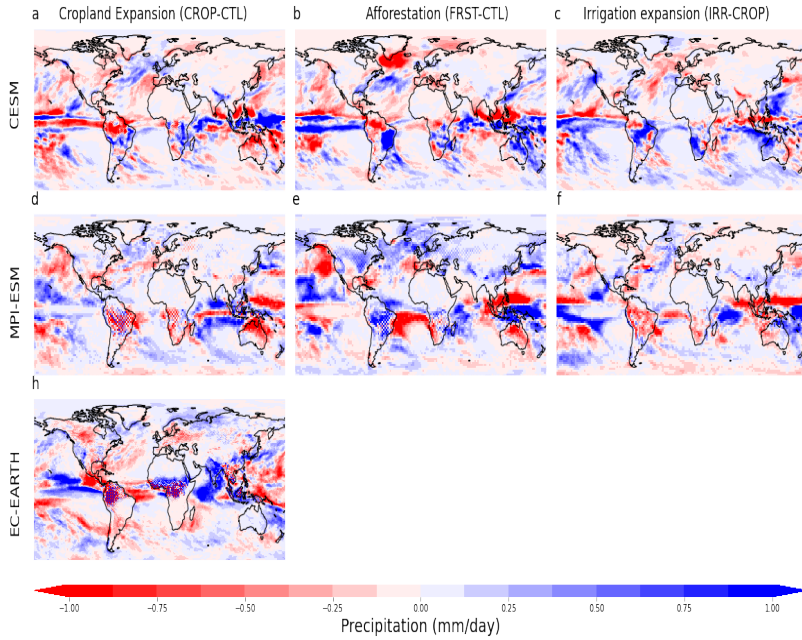 a Cropland Expansion (CROP-CTL) b Afforestation (FRST-CTL) c Irrigation expansion (IRR-CROP)
CESM
d e f
MPI-ESM
h
EC-EARTH
−1.00 −0.75 −0.50 −0.25 0.00 0.25 0.50 0.75 1.00
Precipitation (mm/day)